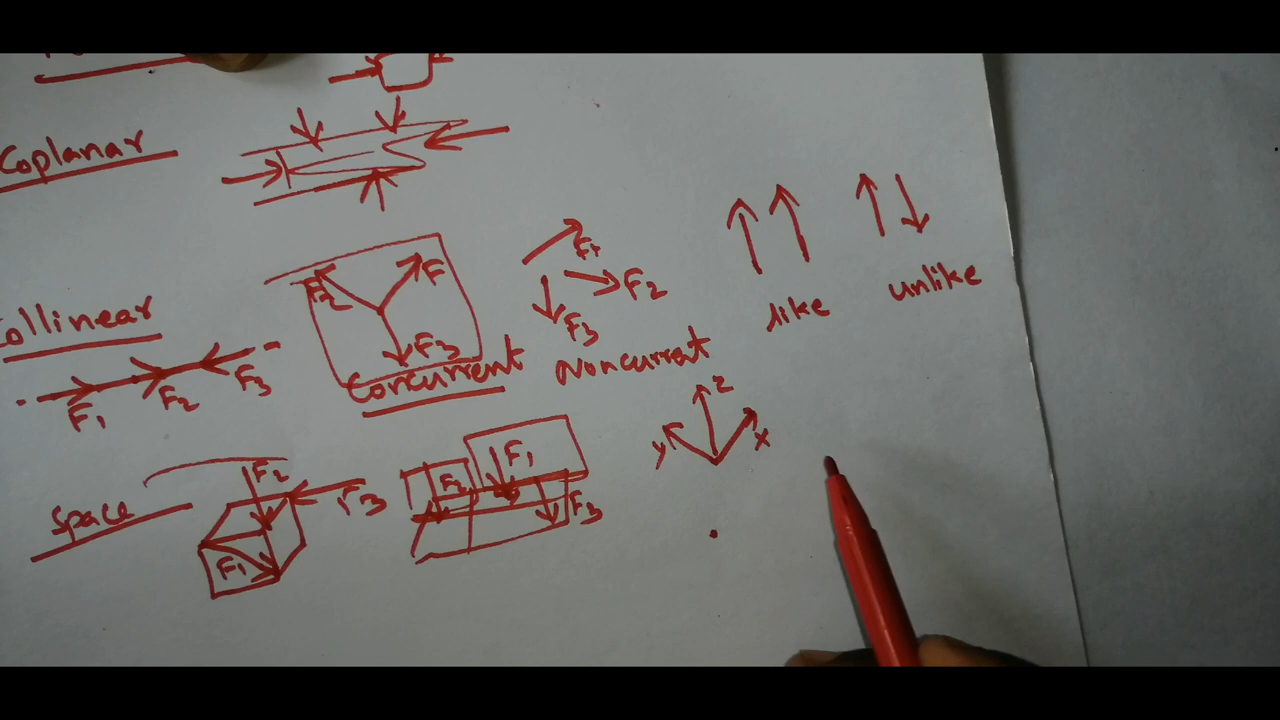 Coplanar
F2 F F3
F1 F2 F3
like unlike
Collinear
F1 F2 F3
Concurrent Noncurrat
Z Y X
Space
F2 F3 F1
F1 F2 F3